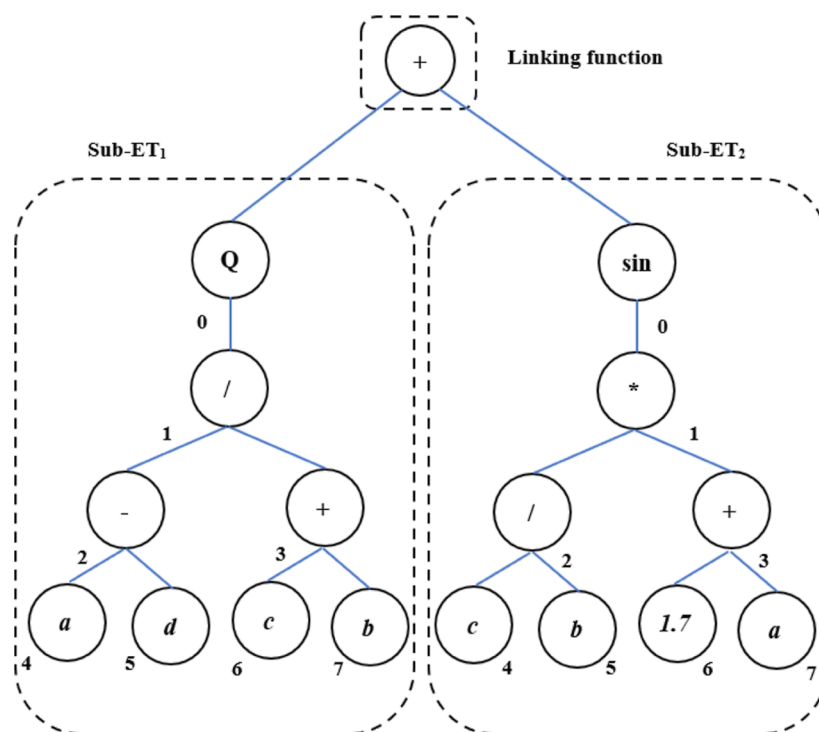 +
Linking function
Sub-ET₁
Sub-ET₂
Q
sin
0
0
/
*
1
1
-
+
/
+
2
3
2
3
a
d
c
b
c
b
1.7
a
4
5
6
7
4
5
6
7